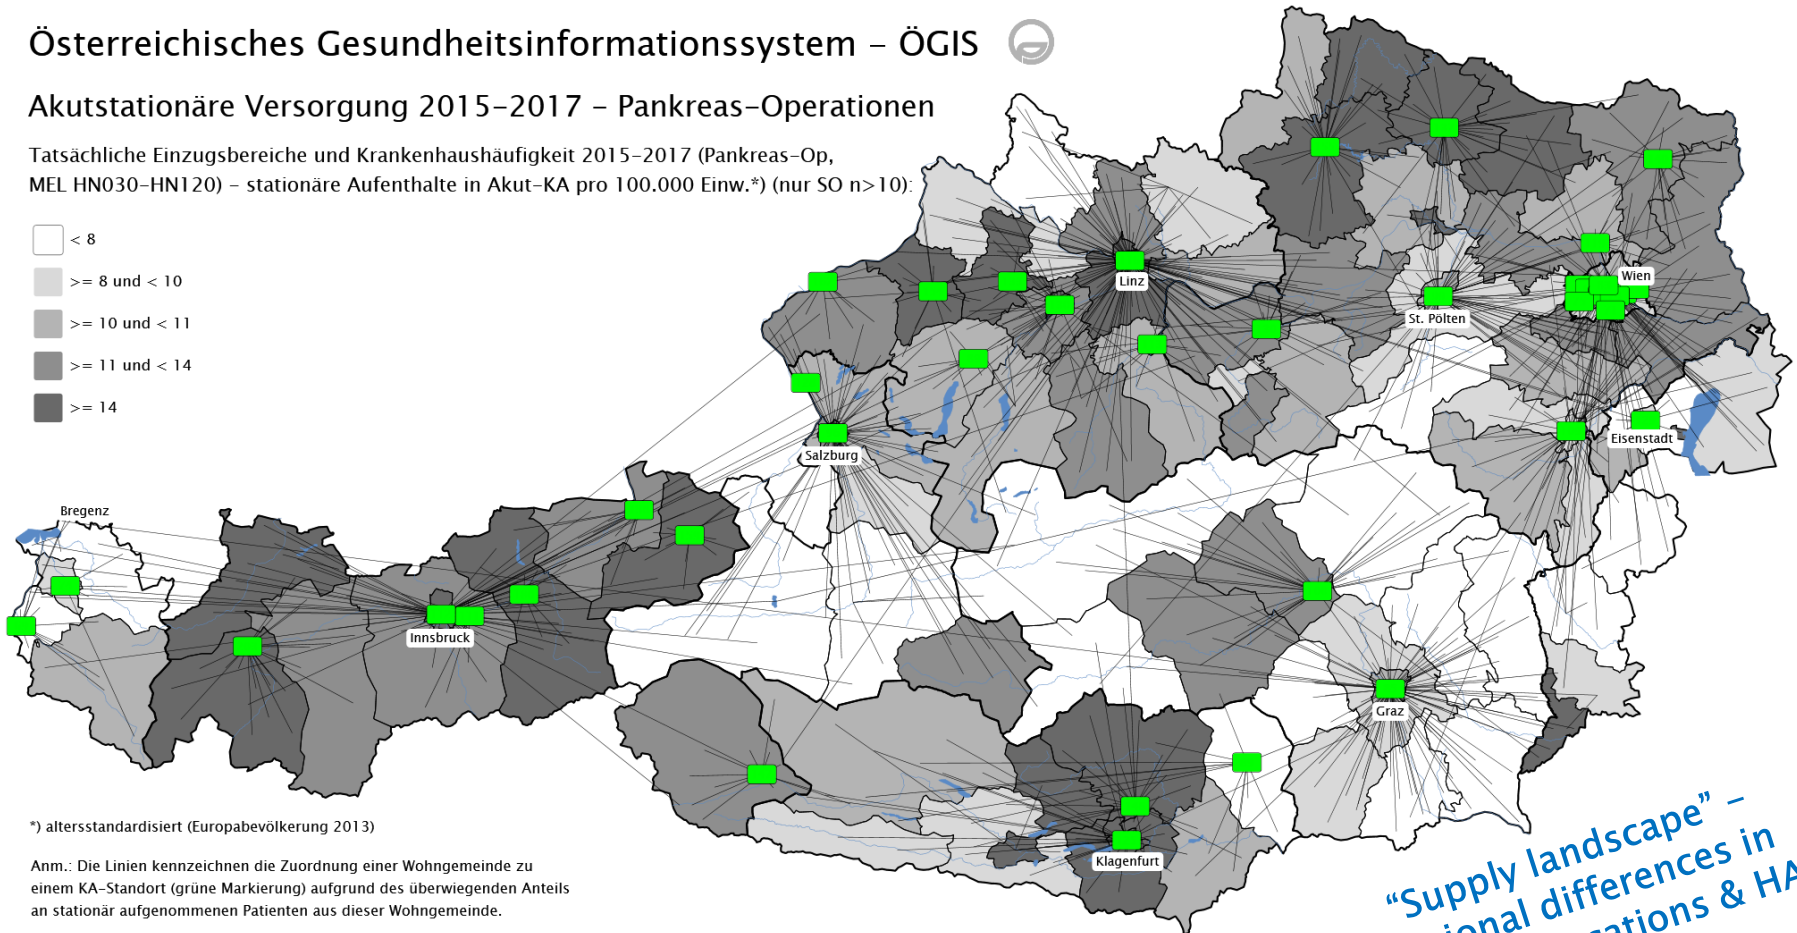 Österreichisches Gesundheitsinformationssystem – ÖGIS
Akutstationäre Versorgung 2015–2017 – Pankreas–Operationen
Tatsächliche Einzugsbereiche und Krankenhaushäufigkeit 2015–2017 (Pankreas–Op,
MEL HN030–HN120) – stationäre Aufenthalte in Akut–KA pro 100.000 Einw.*) (nur SO n>10):
< 8
>= 8 und < 10
>= 10 und < 11
>= 11 und < 14
>= 14
Linz
Wien
St. Pölten
Eisenstadt
Salzburg
Bregenz
Innsbruck
Graz
Klagenfurt
*) altersstandardisiert (Europabevölkerung 2013)
Anm.: Die Linien kennzeichnen die Zuordnung einer Wohngemeinde zu
einem KA–Standort (grüne Markierung) aufgrund des überwiegenden Anteils
an stationär aufgenommenen Patienten aus dieser Wohngemeinde.
“Supply landscape” –
ional differences in
ations & HA